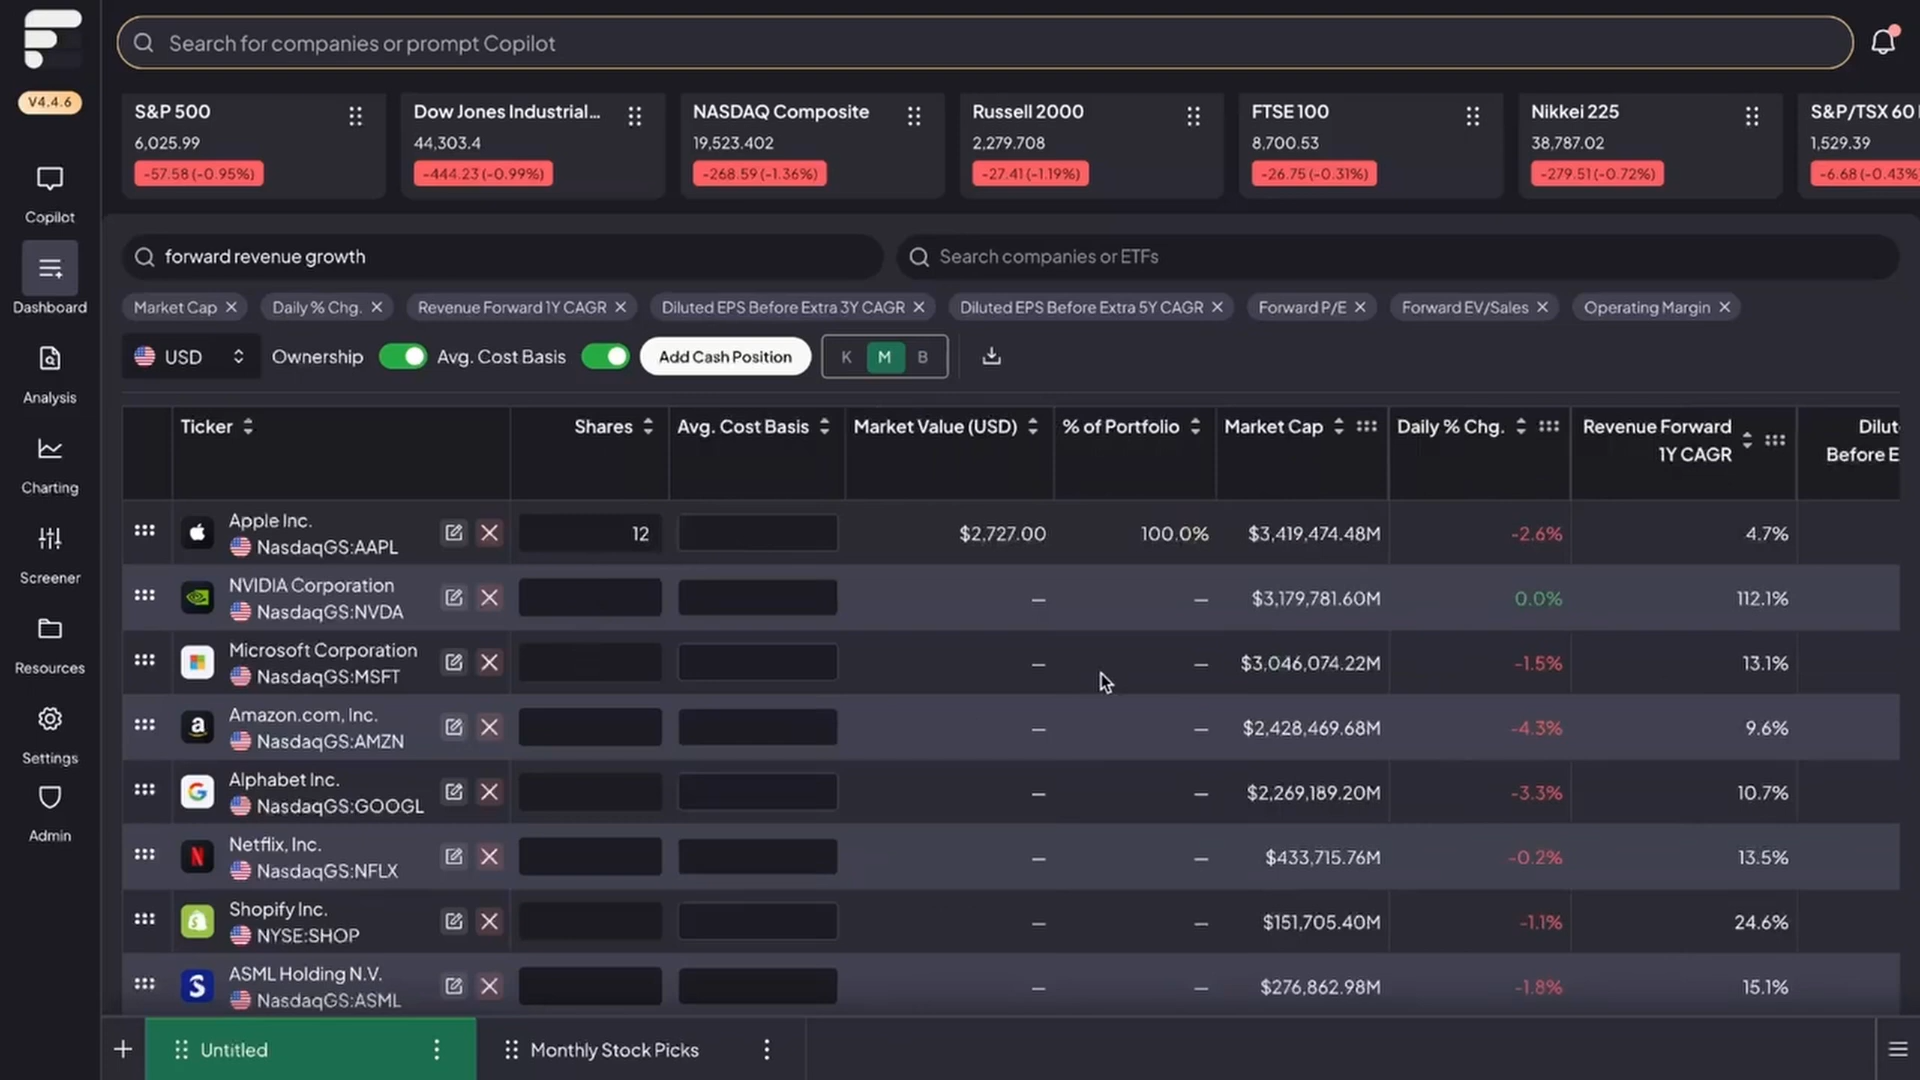 Search for companies or prompt Copilot
V4.4.6
S&P 500
6,025.99
-57.58 (-0.95%)
Dow Jones Industrial...
44,303.4
-444.23 (-0.99%)
NASDAQ Composite
19,523.402
-268.59 (-1.36%)
Russell 2000
2,279.708
-27.41 (-1.19%)
FTSE 100
8,700.53
-26.75 (-0.31%)
Nikkei 225
38,787.02
-279.51 (-0.72%)
S&P/TSX 60
1,529.39
-6.68 (-0.43%
Copilot
Dashboard
Analysis
Charting
Screener
Resources
Settings
Admin
forward revenue growth
Search companies or ETFs
Market Cap
Daily % Chg.
Revenue Forward 1Y CAGR
Diluted EPS Before Extra 3Y CAGR
Diluted EPS Before Extra 5Y CAGR
Forward P/E
Forward EV/Sales
Operating Margin
USD
Ownership
Avg. Cost Basis
Add Cash Position
K M B
Ticker Shares Avg. Cost Basis Market Value (USD) % of Portfolio Market Cap Daily % Chg. Revenue Forward 1Y CAGR Dilut Before E
Apple Inc.
NasdaqGS:AAPL
12 $2,727.00 100.0% $3,419,474.48M -2.6% 4.7%
NVIDIA Corporation
NasdaqGS:NVDA
— — $3,179,781.60M 0.0% 112.1%
Microsoft Corporation
NasdaqGS:MSFT
— — $3,046,074.22M -1.5% 13.1%
Amazon.com, Inc.
NasdaqGS:AMZN
— — $2,428,469.68M -4.3% 9.6%
Alphabet Inc.
NasdaqGS:GOOGL
— — $2,269,189.20M -3.3% 10.7%
Netflix, Inc.
NasdaqGS:NFLX
— — $433,715.76M -0.2% 13.5%
Shopify Inc.
NYSE:SHOP
— — $151,705.40M -1.1% 24.6%
ASML Holding N.V.
NasdaqGS:ASML
— — $276,862.98M -1.8% 15.1%
Untitled
Monthly Stock Picks